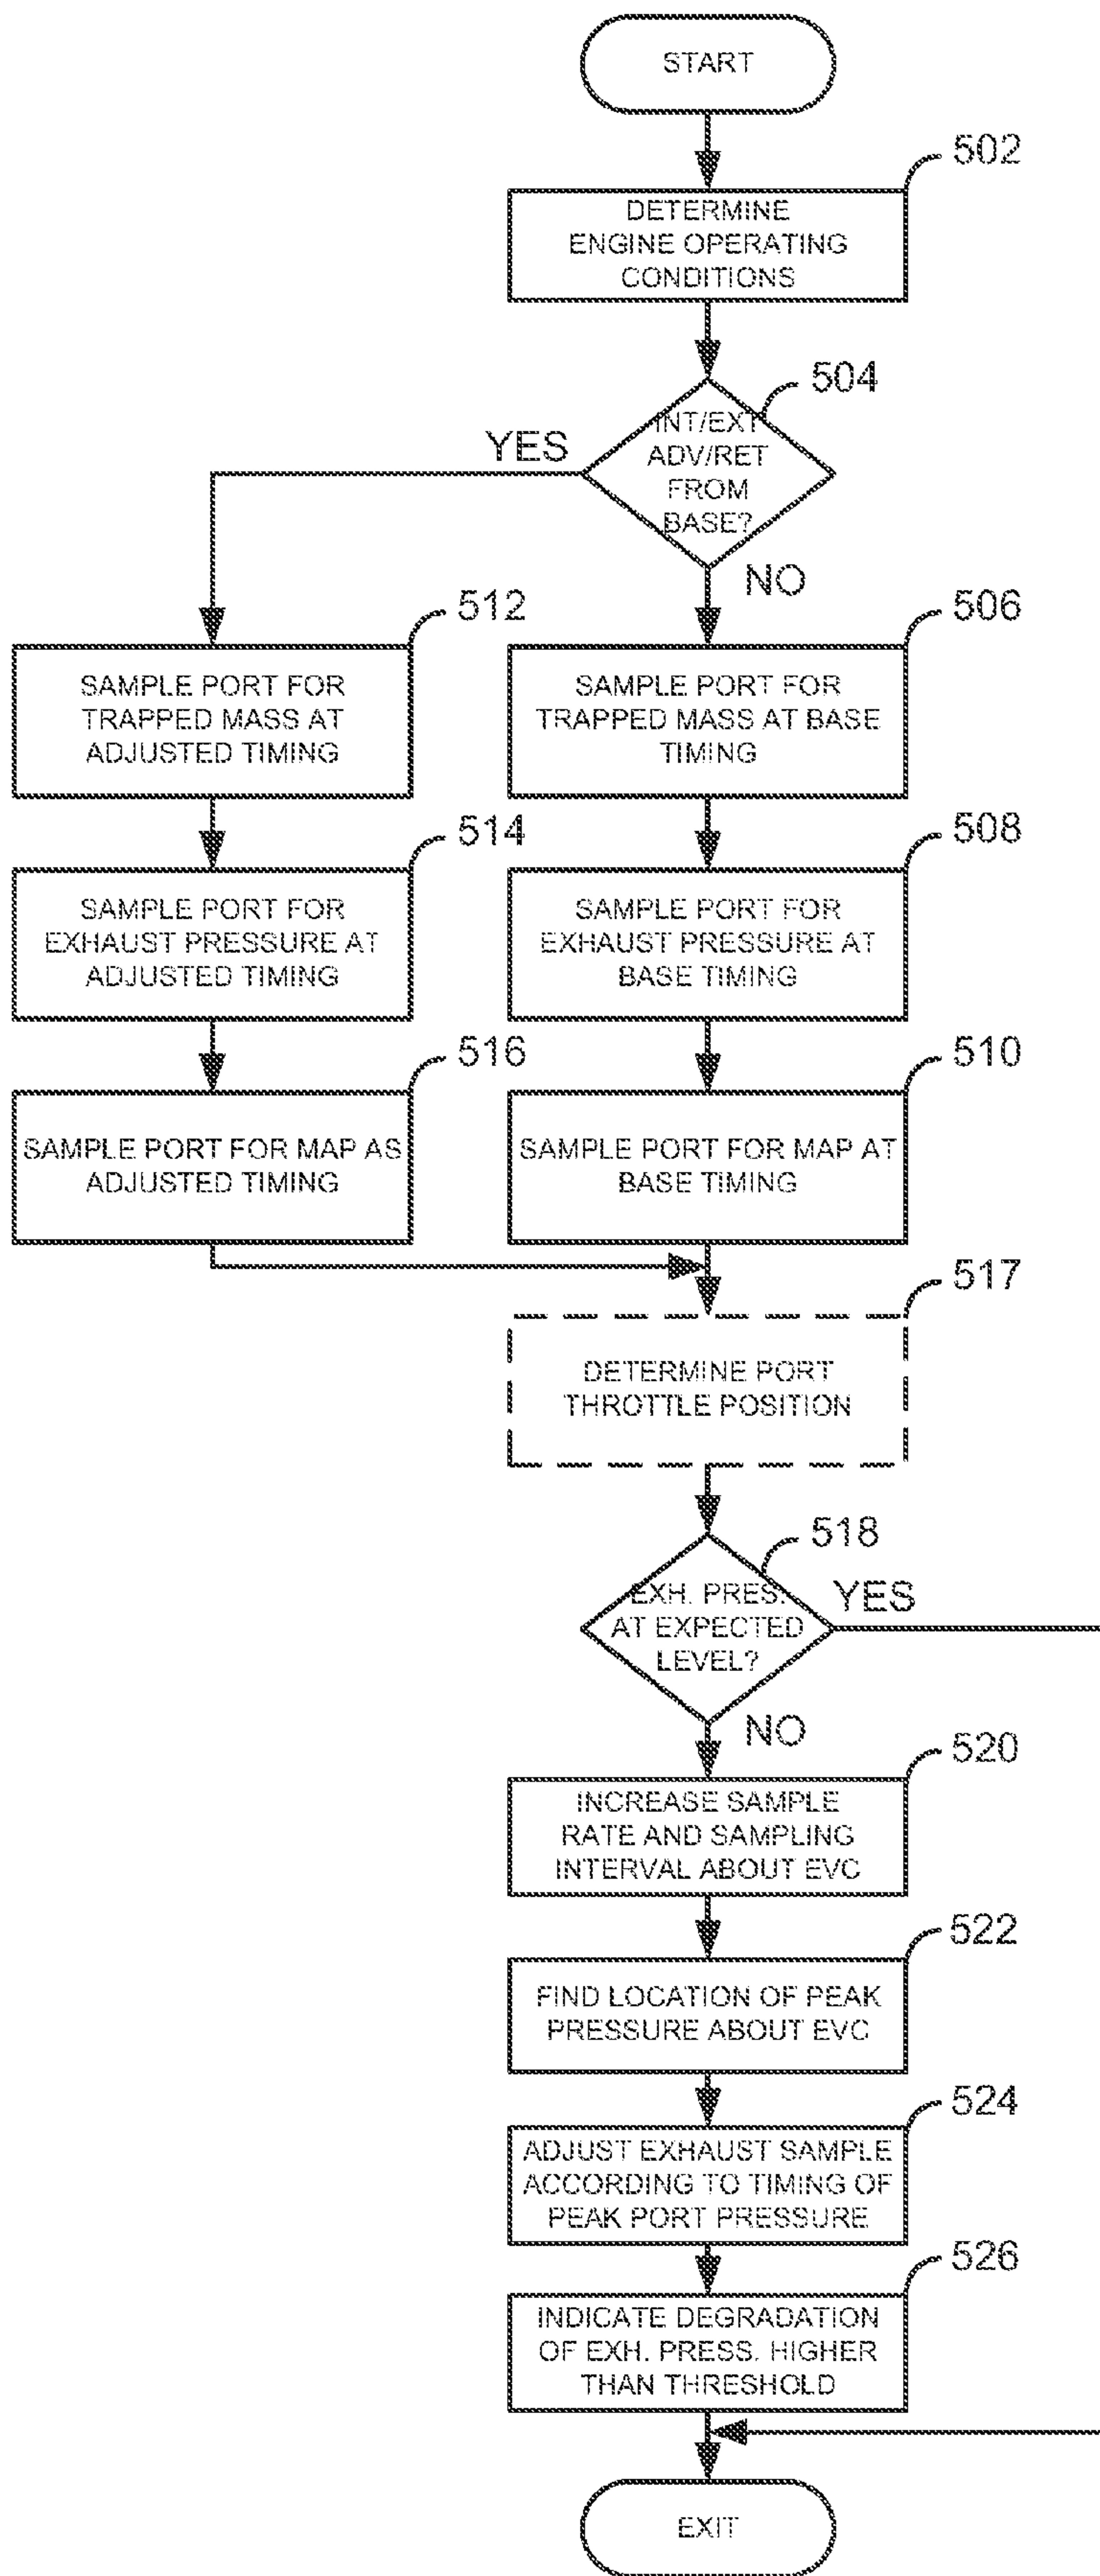 START
502
DETERMINE
ENGINE OPERATING
CONDITIONS
504
INT/EXT
ADV/RET
FROM
BASE?
YES
NO
512
SAMPLE PORT FOR
TRAPPED MASS AT
ADJUSTED TIMING
506
SAMPLE PORT FOR
TRAPPED MASS AT BASE
TIMING
514
SAMPLE PORT FOR
EXHAUST PRESSURE AT
ADJUSTED TIMING
508
SAMPLE PORT FOR
EXHAUST PRESSURE AT
BASE TIMING
516
SAMPLE PORT FOR MAP AS
ADJUSTED TIMING
510
SAMPLE PORT FOR MAP AT
BASE TIMING
517
DETERMINE PORT
THROTTLE POSITION
518
EXH. PRES.
AT EXPECTED
LEVEL?
YES
NO
520
INCREASE SAMPLE
RATE AND SAMPLING
INTERVAL ABOUT EVC
522
FIND LOCATION OF PEAK
PRESSURE ABOUT EVC
524
ADJUST EXHAUST SAMPLE
ACCORDING TO TIMING OF
PEAK PORT PRESSURE
526
INDICATE DEGRADATION
OF EXH. PRESS. HIGHER
THAN THRESHOLD
EXIT